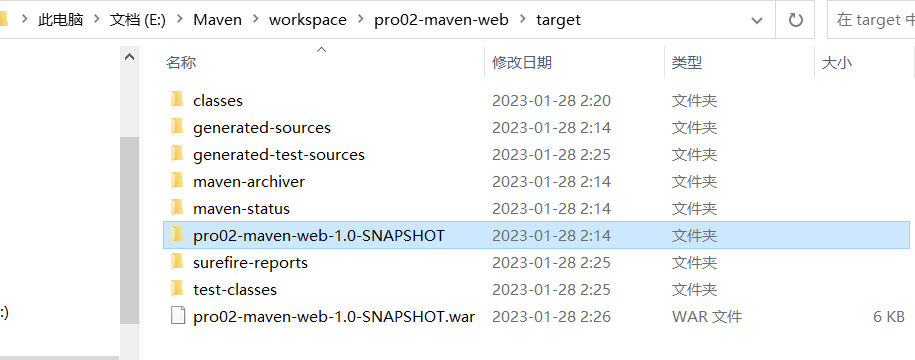 此电脑 文档 (E:) Maven workspace pro02-maven-web target 在 target 中
名称 修改日期 类型 大小
classes 2023-01-28 2:20 文件夹
generated-sources 2023-01-28 2:14 文件夹
generated-test-sources 2023-01-28 2:25 文件夹
maven-archiver 2023-01-28 2:14 文件夹
maven-status 2023-01-28 2:14 文件夹
pro02-maven-web-1.0-SNAPSHOT 2023-01-28 2:14 文件夹
surefire-reports 2023-01-28 2:25 文件夹
test-classes 2023-01-28 2:25 文件夹
:) pro02-maven-web-1.0-SNAPSHOT.war 2023-01-28 2:26 WAR 文件 6 KB